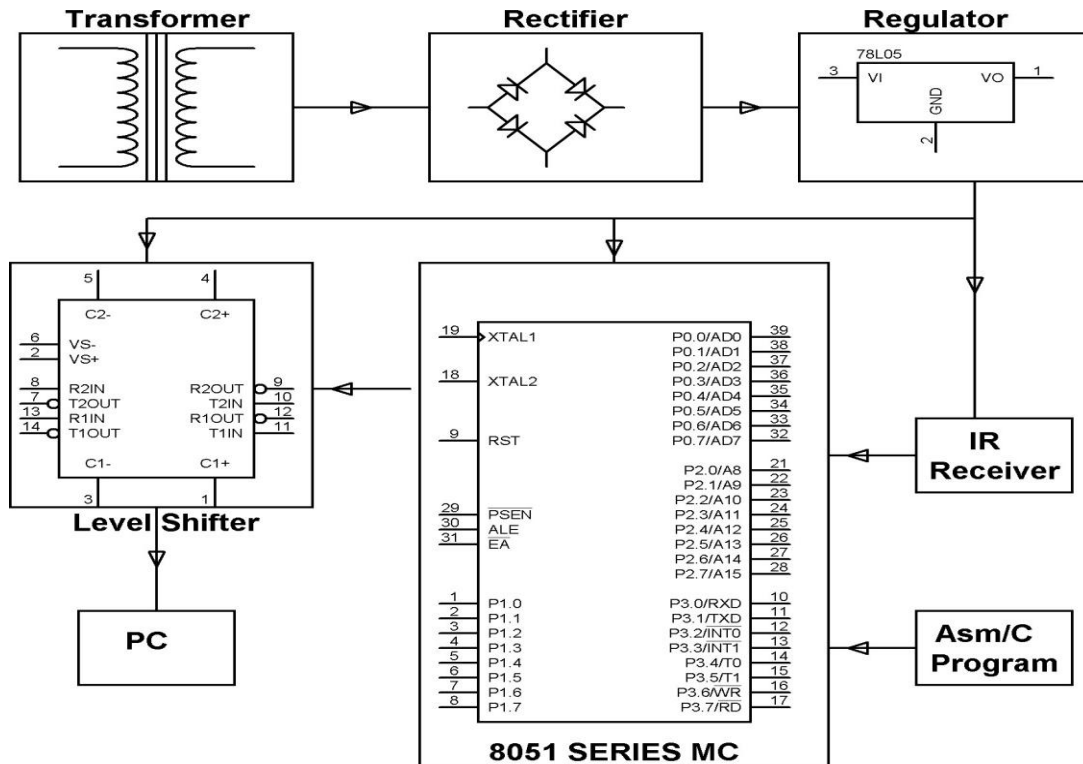 Transformer
Rectifier
Regulator
78L05
3
VI
VO
1
GND
2
5
4
C2-
C2+
6
VS-
2
VS+
8
R2IN
R2OUT
9
7
T2OUT
T2IN
10
13
R1IN
R1OUT
12
14
T1OUT
T1IN
11
C1-
C1+
3
1
Level Shifter
PC
19
XTAL1
P0.0/AD0
39
P0.1/AD1
38
P0.2/AD2
37
18
XTAL2
P0.3/AD3
36
P0.4/AD4
35
P0.5/AD5
34
P0.6/AD6
33
9
RST
P0.7/AD7
32
P2.0/A8
21
P2.1/A9
22
P2.2/A10
23
29
PSEN
P2.3/A11
24
30
ALE
P2.4/A12
25
31
EA
P2.5/A13
26
P2.6/A14
27
P2.7/A15
28
1
P1.0
P3.0/RXD
10
2
P1.1
P3.1/TXD
11
3
P1.2
P3.2/INT0
12
4
P1.3
P3.3/INT1
13
5
P1.4
P3.4/T0
14
6
P1.5
P3.5/T1
15
7
P1.6
P3.6/WR
16
8
P1.7
P3.7/RD
17
8051 SERIES MC
IR
Receiver
Asm/C
Program